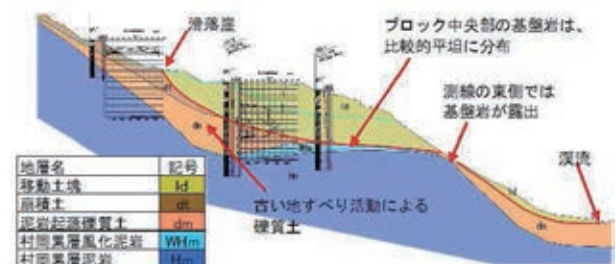 滑落崖
ブロック中央部の基盤岩は、
比較的平坦に分布
測線の東側では
基盤岩が露出
渓流
古い地すべり活動による
礫質土
地層名 記号
移動土塊 ld
崩積土 dt
泥岩起源礫質土 dm
村岡累層風化泥岩 WHm
村岡累層泥岩 Hm